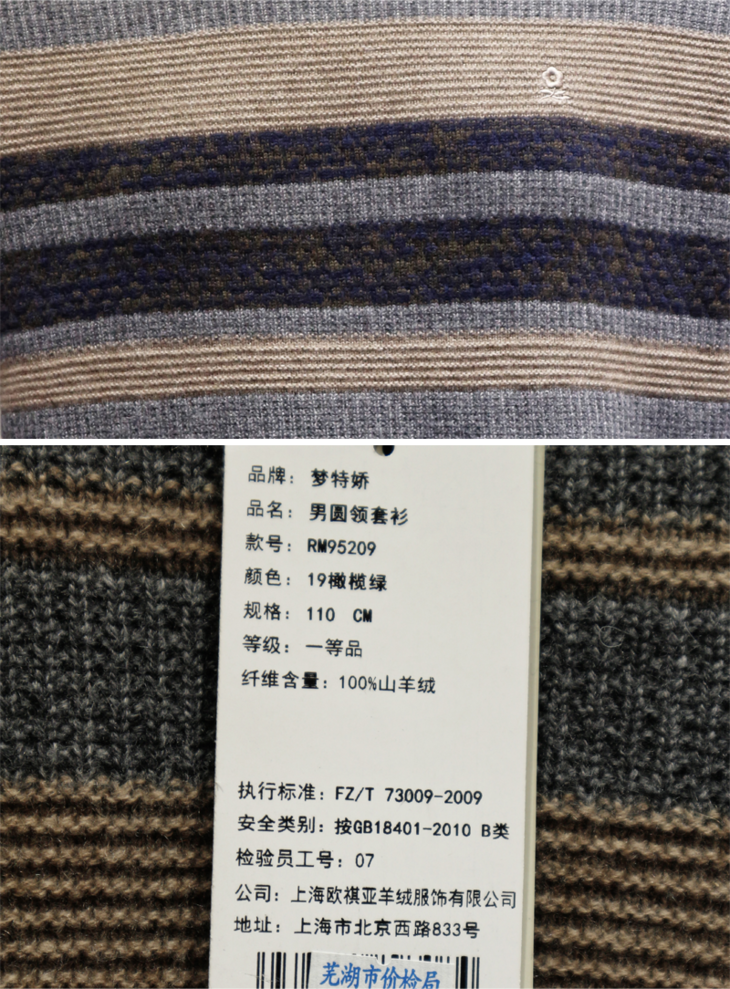 品牌: 梦特娇
品名: 男圆领套衫
款号: RM95209
颜色: 19橄榄绿
规格: 110 CM
等级: 一等品
纤维含量: 100%山羊绒
执行标准: FZ/T 73009-2009
安全类别: 按GB18401-2010 B类
检验员工号: 07
公司: 上海欧祺亚羊绒服饰有限公司
地址: 上海市北京西路833号
芜湖市价检局